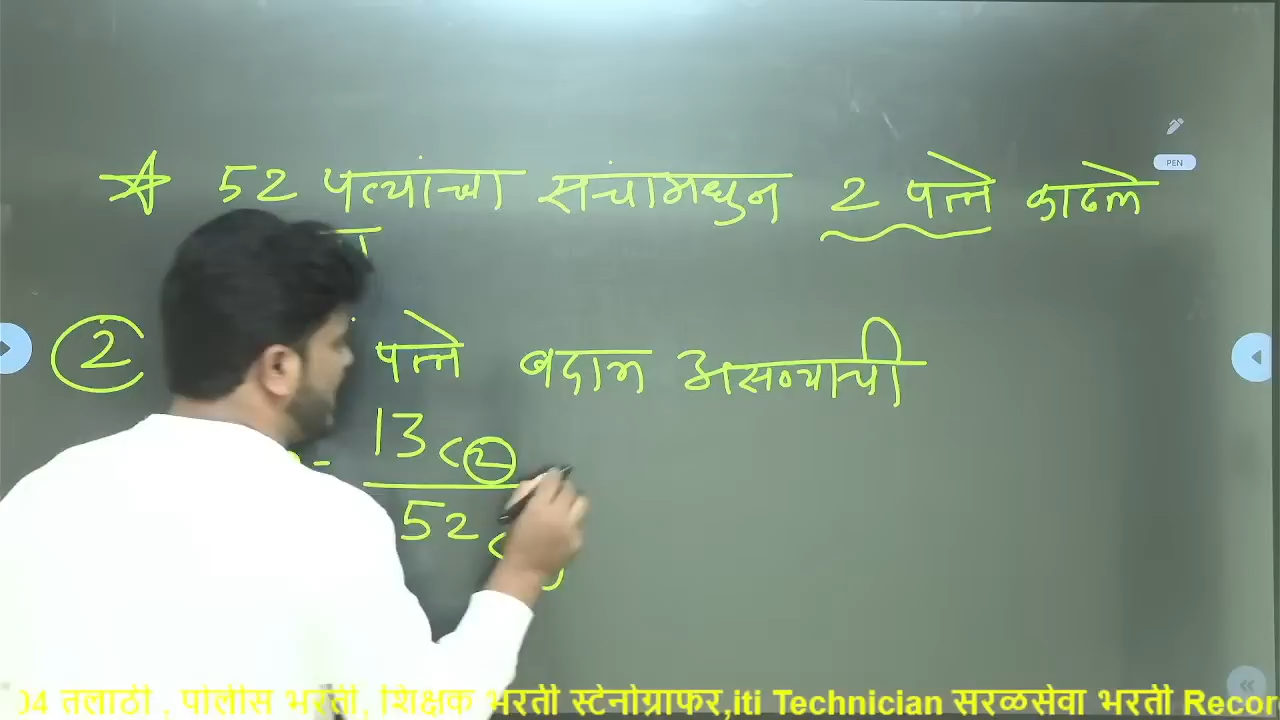 52 पत्यांच्या संचामधुन 2 पत्ते काढले
PEN
2 पत्ते बदाम असण्याची
13C2
52C
04 तलाठी , पोलीस भरती, शिक्षक भरती स्टेनोग्राफर,iti Technician सरळसेवा भरती Recor